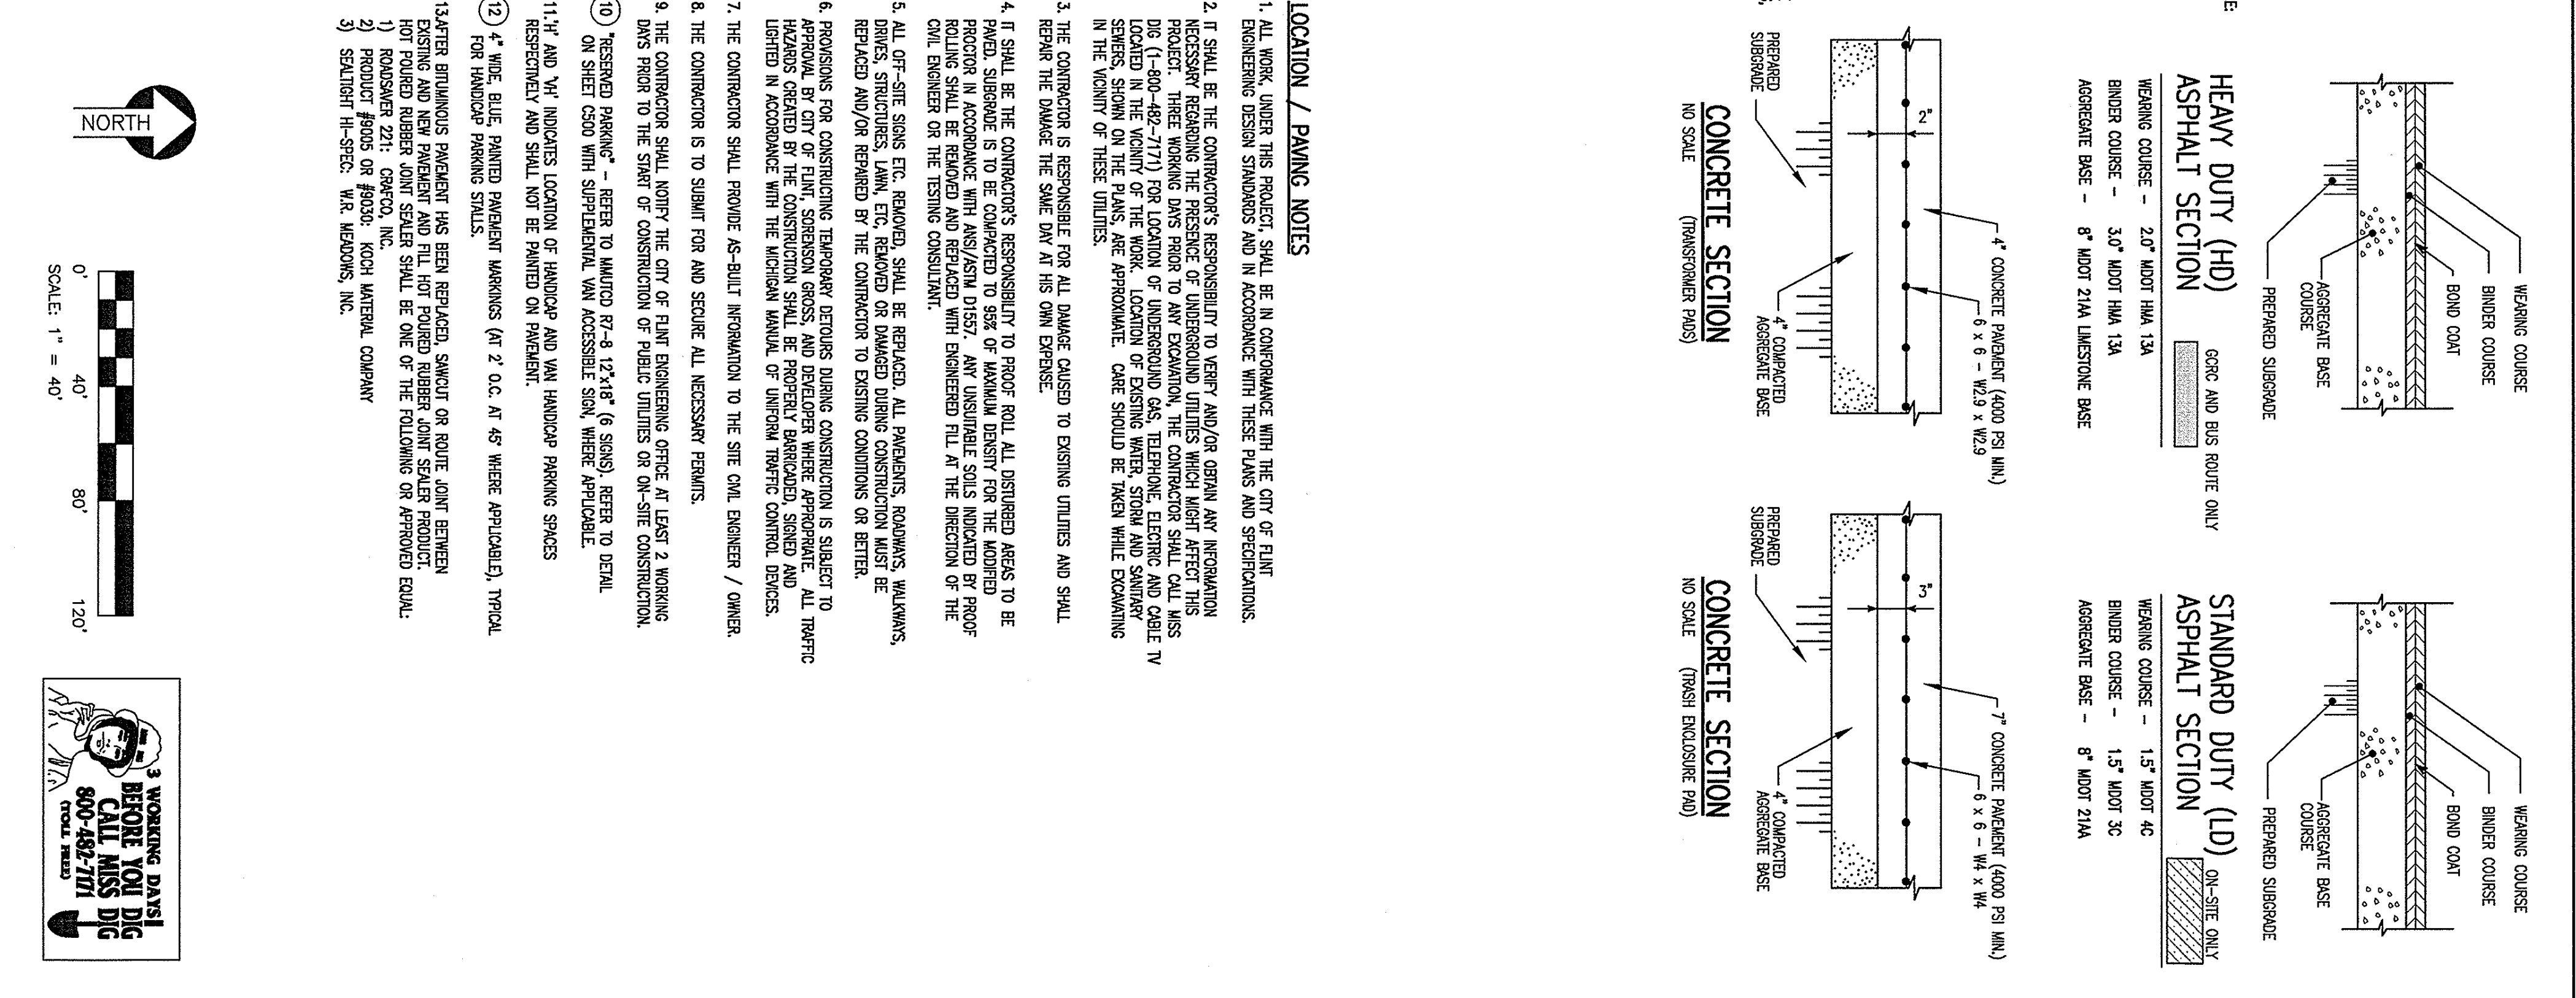 E:
WEARING COURSE
BINDER COURSE
BOND COAT
AGGREGATE BASE
COURSE
PREPARED SUBGRADE
HEAVY DUTY (HD)
ASPHALT SECTION
GCRC AND BUS ROUTE ONLY
WEARING COURSE - 2.0" MDOT HMA 13A
BINDER COURSE - 3.0" MDOT HMA 13A
AGGREGATE BASE - 8" MDOT 21AA LIMESTONE BASE
WEARING COURSE
BINDER COURSE
BOND COAT
AGGREGATE BASE
COURSE
PREPARED SUBGRADE
STANDARD DUTY (LD)
ASPHALT SECTION
ON-SITE ONLY
WEARING COURSE - 1.5" MDOT 4C
BINDER COURSE - 1.5" MDOT 3C
AGGREGATE BASE - 8" MDOT 21AA
4" CONCRETE PAVEMENT (4000 PSI MIN.)
6 x 6 - W2.9 x W2.9
2"
PREPARED
SUBGRADE
4" COMPACTED
AGGREGATE BASE
CONCRETE SECTION
NO SCALE (TRANSFORMER PADS)
7" CONCRETE PAVEMENT (4000 PSI MIN.)
6 x 6 - W4 x W4
3"
PREPARED
SUBGRADE
4" COMPACTED
AGGREGATE BASE
CONCRETE SECTION
NO SCALE (TRASH ENCLOSURE PAD)
LOCATION / PAVING NOTES
1. ALL WORK, UNDER THIS PROJECT, SHALL BE IN CONFORMANCE WITH THE CITY OF FLINT
ENGINEERING DESIGN STANDARDS AND IN ACCORDANCE WITH THESE PLANS AND SPECIFICATIONS.
2. IT SHALL BE THE CONTRACTOR'S RESPONSIBILITY TO VERIFY AND/OR OBTAIN ANY INFORMATION
NECESSARY REGARDING THE PRESENCE OF UNDERGROUND UTILITIES WHICH MIGHT AFFECT THIS
PROJECT. THREE WORKING DAYS PRIOR TO ANY EXCAVATION, THE CONTRACTOR SHALL CALL MISS
DIG (1-800-482-7171) FOR LOCATION OF UNDERGROUND GAS, TELEPHONE, ELECTRIC AND CABLE TV
LOCATED IN THE VICINITY OF THE WORK. LOCATION OF EXISTING WATER, STORM AND SANITARY
SEWERS, SHOWN ON THE PLANS, ARE APPROXIMATE. CARE SHOULD BE TAKEN WHILE EXCAVATING
IN THE VICINITY OF THESE UTILITIES.
3. THE CONTRACTOR IS RESPONSIBLE FOR ALL DAMAGE CAUSED TO EXISTING UTILITIES AND SHALL
REPAIR THE DAMAGE THE SAME DAY AT HIS OWN EXPENSE.
4. IT SHALL BE THE CONTRACTOR'S RESPONSIBILITY TO PROOF ROLL ALL DISTURBED AREAS TO BE
PAVED. SUBGRADE IS TO BE COMPACTED TO 95% OF MAXIMUM DENSITY FOR THE MODIFIED
PROCTOR IN ACCORDANCE WITH ANSI/ASTM D1557. ANY UNSUITABLE SOILS INDICATED BY PROOF
ROLLING SHALL BE REMOVED AND REPLACED WITH ENGINEERED FILL AT THE DIRECTION OF THE
CIVIL ENGINEER OR THE TESTING CONSULTANT.
5. ALL OFF-SITE SIGNS ETC. REMOVED, SHALL BE REPLACED. ALL PAVEMENTS, ROADWAYS, WALKWAYS,
DRIVES, STRUCTURES, LAWN, ETC, REMOVED OR DAMAGED DURING CONSTRUCTION MUST BE
REPLACED AND/OR REPAIRED BY THE CONTRACTOR TO EXISTING CONDITIONS OR BETTER.
6. PROVISIONS FOR CONSTRUCTING TEMPORARY DETOURS DURING CONSTRUCTION IS SUBJECT TO
APPROVAL BY CITY OF FLINT, SORENSON GROSS, AND DEVELOPER WHERE APPROPRIATE. ALL TRAFFIC
HAZARDS CREATED BY THE CONSTRUCTION SHALL BE PROPERLY BARRICADED, SIGNED AND
LIGHTED IN ACCORDANCE WITH THE MICHIGAN MANUAL OF UNIFORM TRAFFIC CONTROL DEVICES.
7. THE CONTRACTOR SHALL PROVIDE AS-BUILT INFORMATION TO THE SITE CIVIL ENGINEER / OWNER.
8. THE CONTRACTOR IS TO SUBMIT FOR AND SECURE ALL NECESSARY PERMITS.
9. THE CONTRACTOR SHALL NOTIFY THE CITY OF FLINT ENGINEERING OFFICE AT LEAST 2 WORKING
DAYS PRIOR TO THE START OF CONSTRUCTION OF PUBLIC UTILITIES OR ON-SITE CONSTRUCTION.
10 "RESERVED PARKING" - REFER TO MMUTCD R7-8 12"x18" (6 SIGNS). REFER TO DETAIL
ON SHEET C500 WITH SUPPLEMENTAL VAN ACCESSIBLE SIGN, WHERE APPLICABLE.
11.'H' AND 'VH' INDICATES LOCATION OF HANDICAP AND VAN HANDICAP PARKING SPACES
RESPECTIVELY AND SHALL NOT BE PAINTED ON PAVEMENT.
12 4" WIDE, BLUE, PAINTED PAVEMENT MARKINGS (AT 2' O.C. AT 45° WHERE APPLICABLE), TYPICAL
FOR HANDICAP PARKING STALLS.
13.AFTER BITUMINOUS PAVEMENT HAS BEEN REPLACED, SAWCUT OR ROUTE JOINT BETWEEN
EXISTING AND NEW PAVEMENT AND FILL HOT POURED RUBBER JOINT SEALER PRODUCT.
HOT POURED RUBBER JOINT SEALER SHALL BE ONE OF THE FOLLOWING OR APPROVED EQUAL:
1) ROADSAVER 221: CRAFCO, INC.
2) PRODUCT #9005 OR #9030: KOCH MATERIAL COMPANY
3) SEALTIGHT HI-SPEC: W.R. MEADOWS, INC.
NORTH
0' 40' 80' 120'
SCALE: 1" = 40'
3 WORKING DAYS
BEFORE YOU DIG
CALL MISS DIG
800-482-7171
(TOLL FREE)